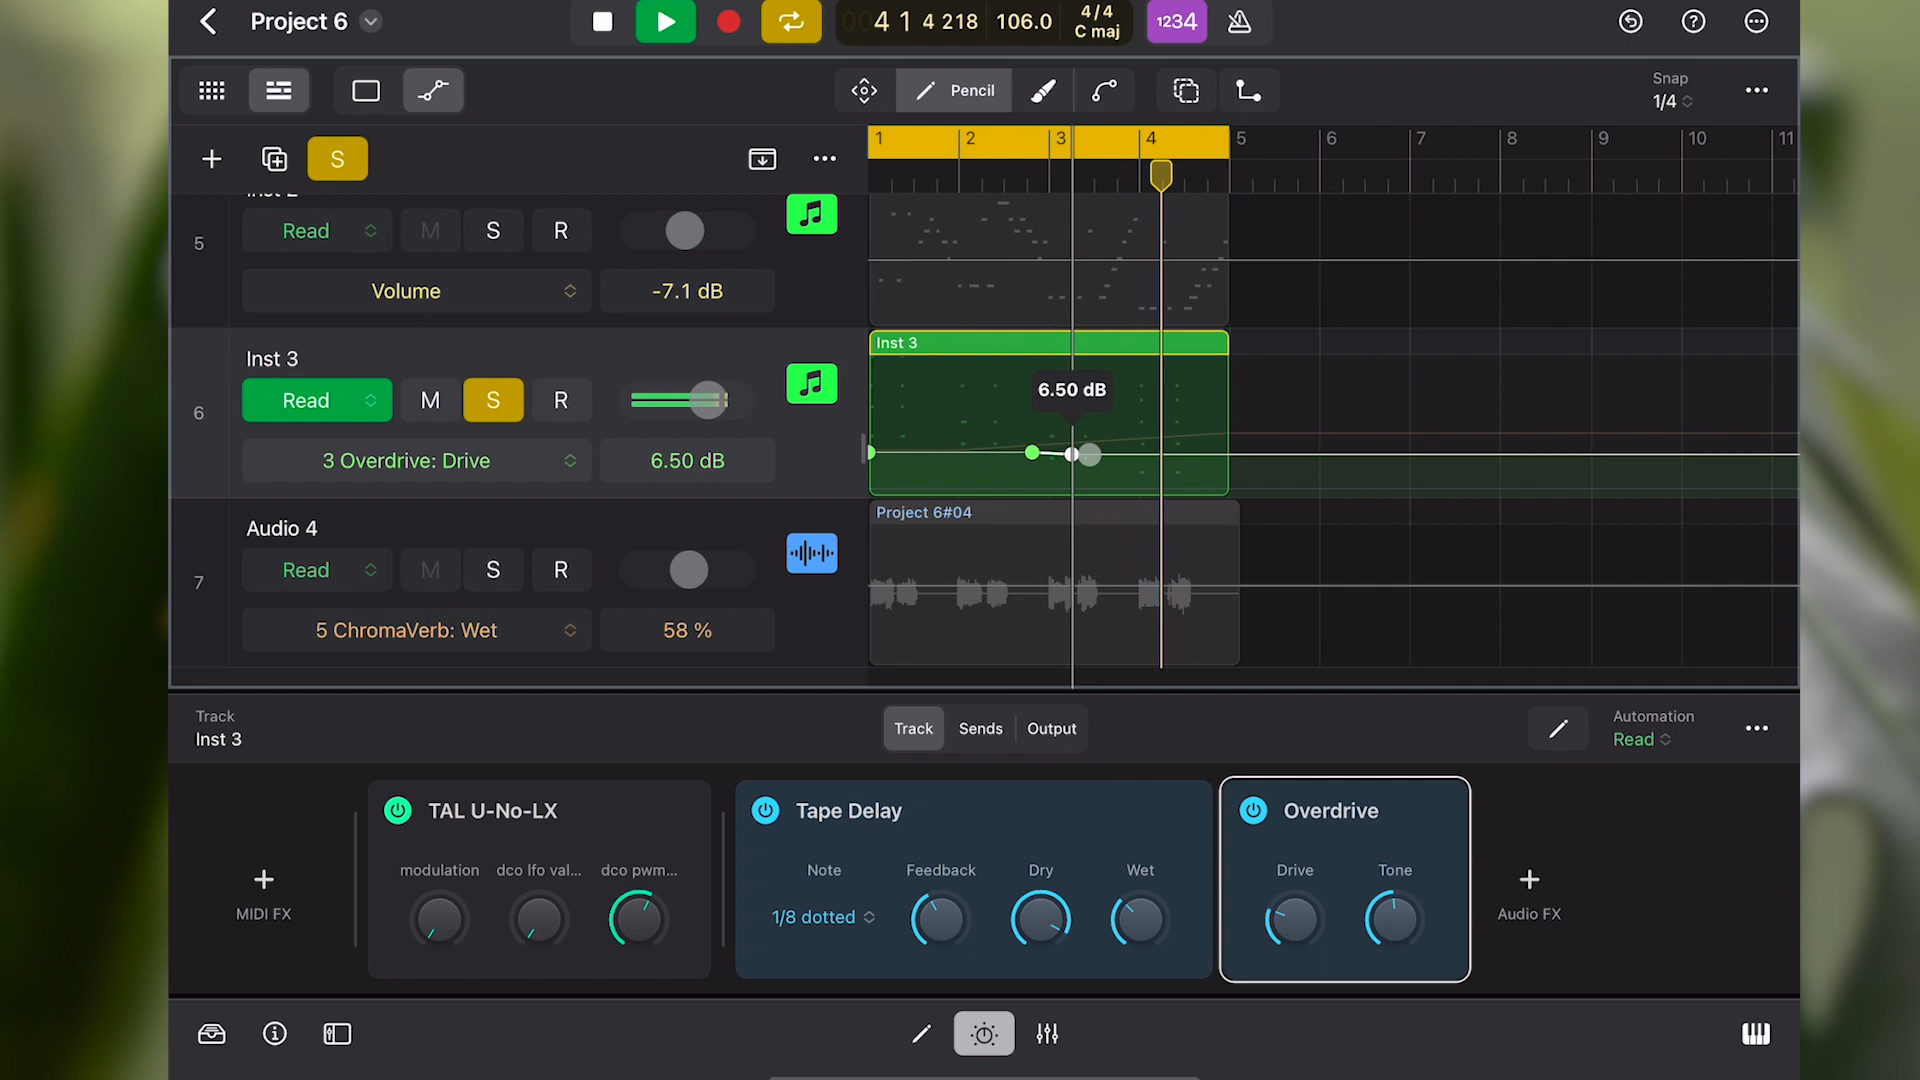 Project 6
00 4 1 4 218
106.0
4/4
C maj
1234
Pencil
Snap
1/4
S
1 2 3 4 5 6 7 8 9 10 11
Inst 2
5
Read M S R
Volume -7.1 dB
Inst 3
6
Read M S R
3 Overdrive: Drive 6.50 dB
Inst 3
6.50 dB
Audio 4
7
Read M S R
5 ChromaVerb: Wet 58 %
Project 6#04
Track
Inst 3
Track Sends Output
Automation
Read
MIDI FX
TAL U-No-LX
modulation dco lfo val... dco pwm...
Tape Delay
Note Feedback Dry Wet
1/8 dotted
Overdrive
Drive Tone
Audio FX